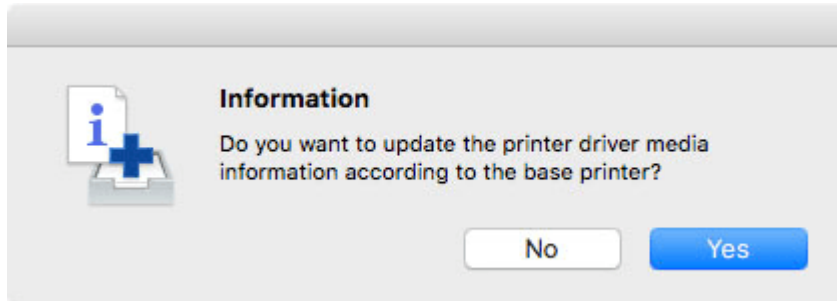 Information
Do you want to update the printer driver media
information according to the base printer?
No Yes